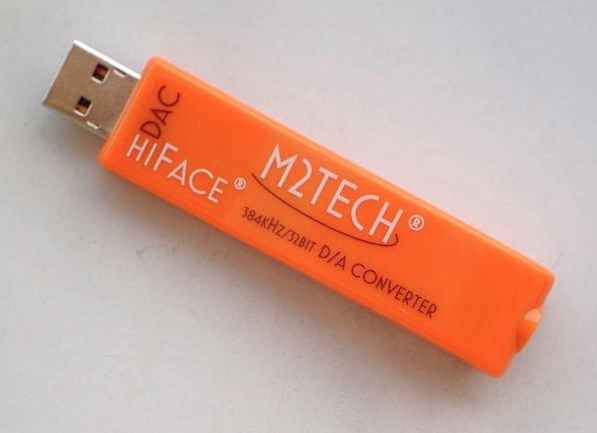 DAC
HIFACE®
M2TECH®
384KHZ/32BIT D/A CONVERTER